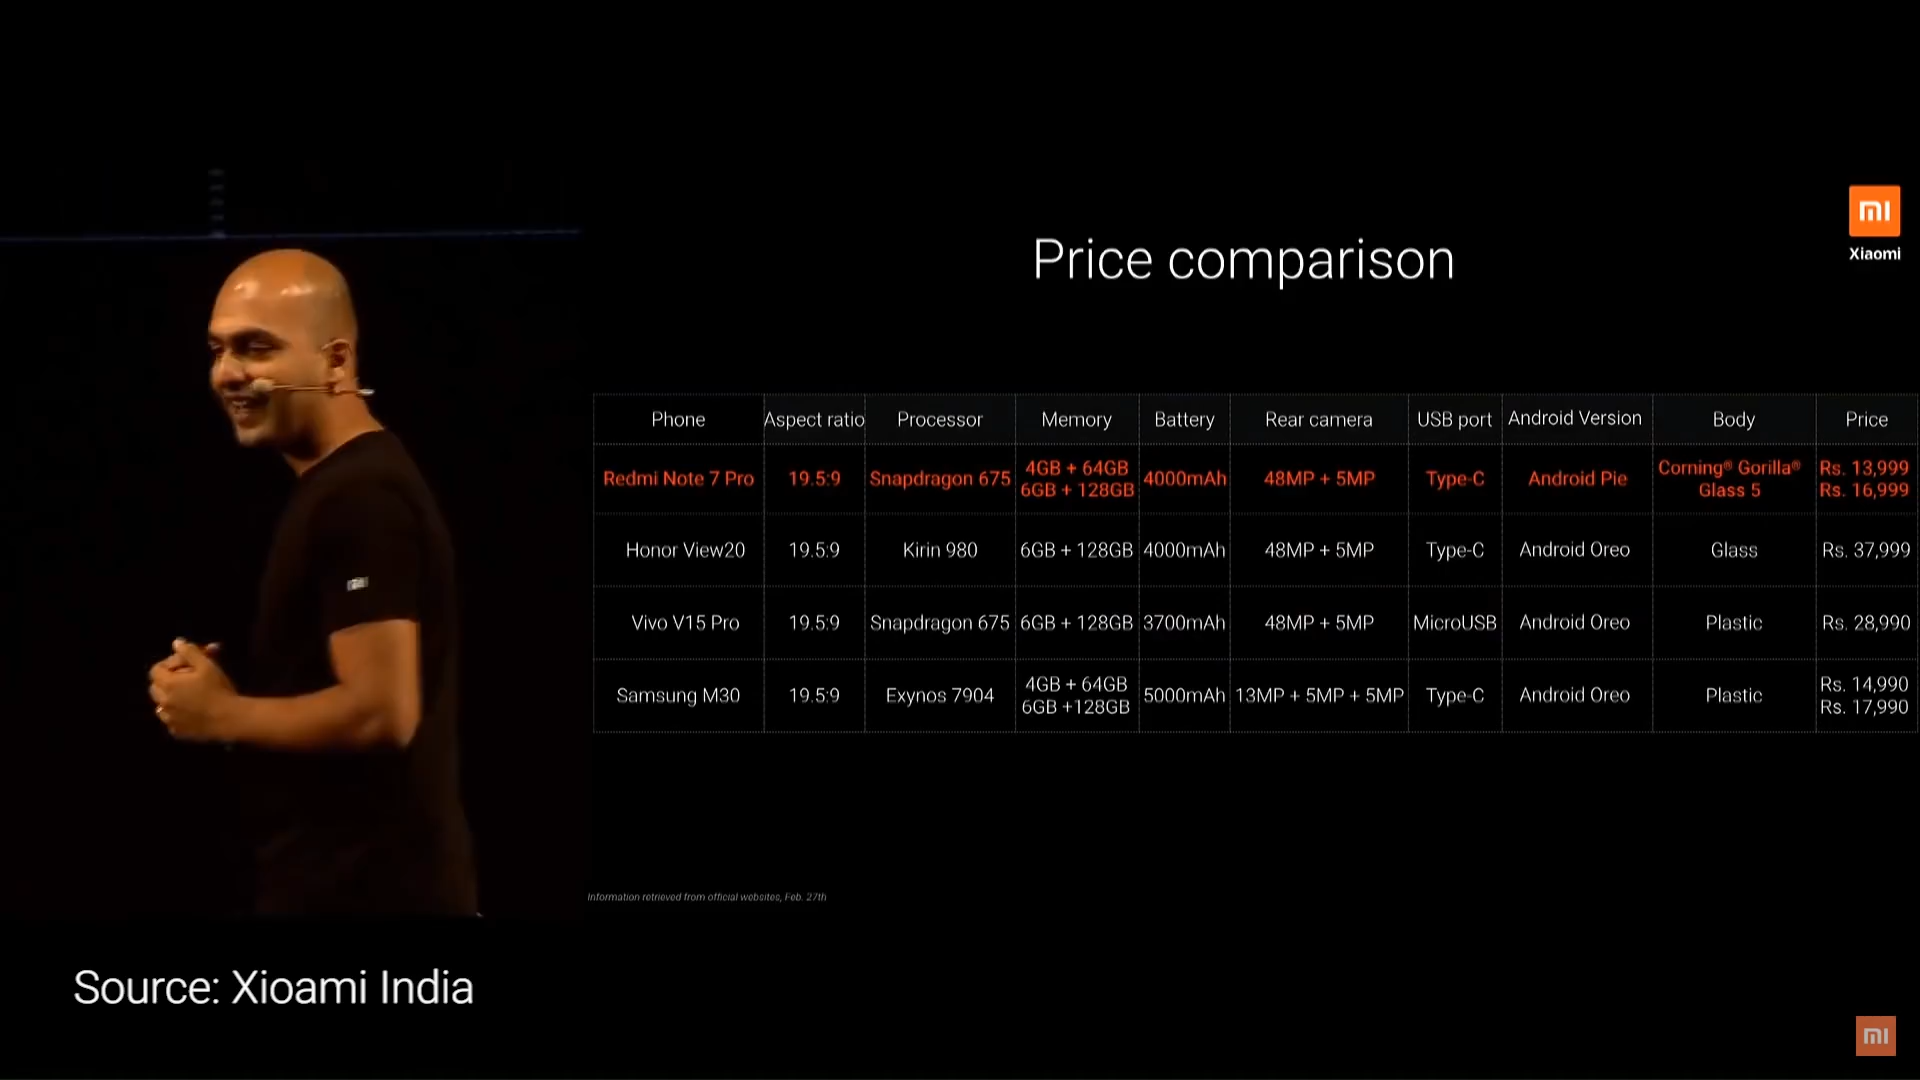 mi
Xiaomi
Price comparison
Phone Aspect ratio Processor Memory Battery Rear camera USB port Android Version Body Price
Redmi Note 7 Pro 19.5:9 Snapdragon 675 4GB + 64GB 6GB + 128GB 4000mAh 48MP + 5MP Type-C Android Pie Corning® Gorilla® Glass 5 Rs. 13,999 Rs. 16,999
Honor View20 19.5:9 Kirin 980 6GB + 128GB 4000mAh 48MP + 5MP Type-C Android Oreo Glass Rs. 37,999
Vivo V15 Pro 19.5:9 Snapdragon 675 6GB + 128GB 3700mAh 48MP + 5MP MicroUSB Android Oreo Plastic Rs. 28,990
Samsung M30 19.5:9 Exynos 7904 4GB + 64GB 6GB +128GB 5000mAh 13MP + 5MP + 5MP Type-C Android Oreo Plastic Rs. 14,990 Rs. 17,990
Information retrieved from official websites, Feb. 27th
Source: Xioami India
mi